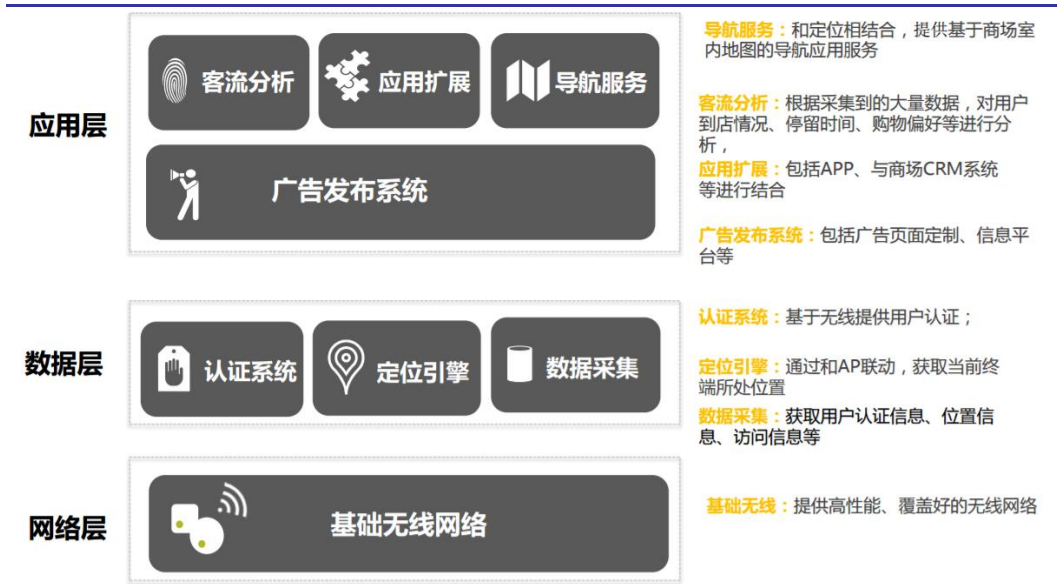 应用层
客流分析
应用扩展
导航服务
广告发布系统
导航服务：和定位相结合，提供基于商场室
内地图的导航应用服务
客流分析：根据采集到的大量数据，对用户
到店情况、停留时间、购物偏好等进行分
析，
应用扩展：包括APP、与商场CRM系统
等进行结合
广告发布系统：包括广告页面定制、信息平
台等
数据层
认证系统
定位引擎
数据采集
认证系统：基于无线提供用户认证；
定位引擎：通过和AP联动，获取当前终
端所处位置
数据采集：获取用户认证信息、位置信
息、访问信息等
网络层
基础无线网络
基础无线：提供高性能、覆盖好的无线网络